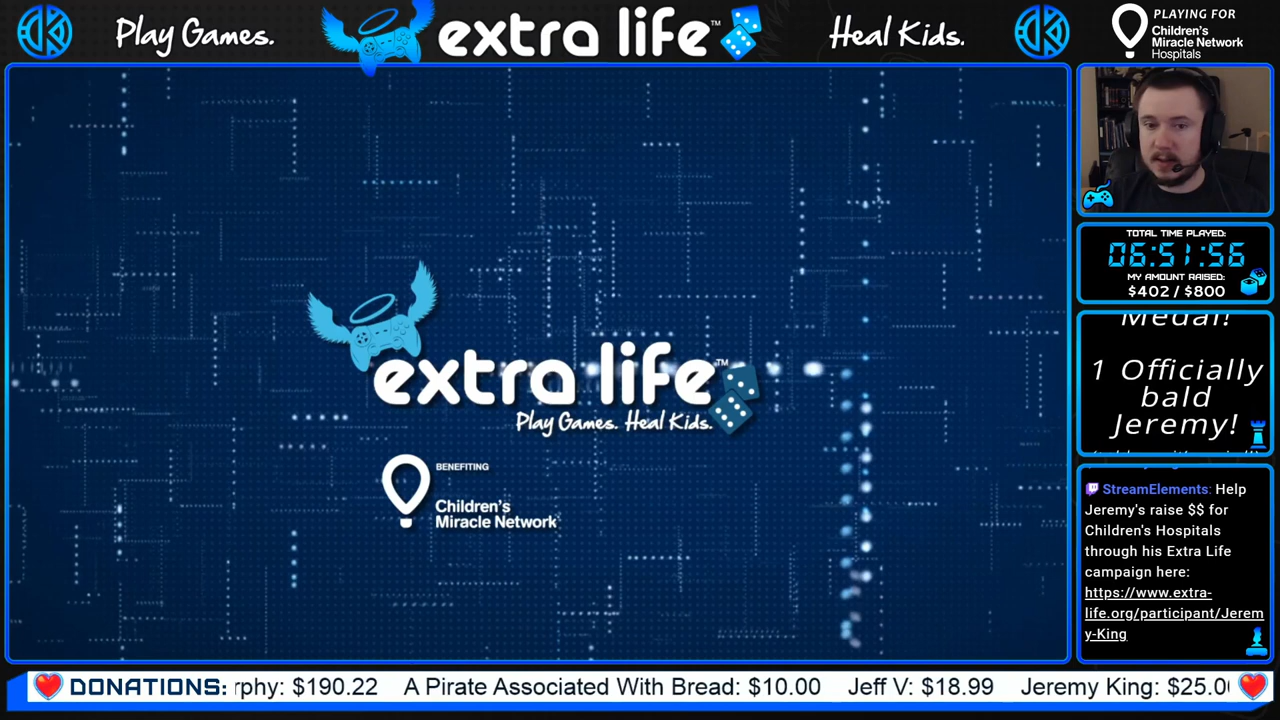 Play Games.
extra life™
Heal Kids.
PLAYING FOR
Children's
Miracle Network
Hospitals
TOTAL TIME PLAYED:
06:51:56
MY AMOUNT RAISED:
$402 / $800
Medal!
1 Officially
bald
Jeremy!
extra life™
Play Games. Heal Kids.
BENEFITING
Children's
Miracle Network
StreamElements: Help
Jeremy's raise $$ for
Children's Hospitals
through his Extra Life
campaign here:
https://www.extra-
life.org/participant/Jerem
y-King
DONATIONS: rphy: $190.22 A Pirate Associated With Bread: $10.00 Jeff V: $18.99 Jeremy King: $25.0